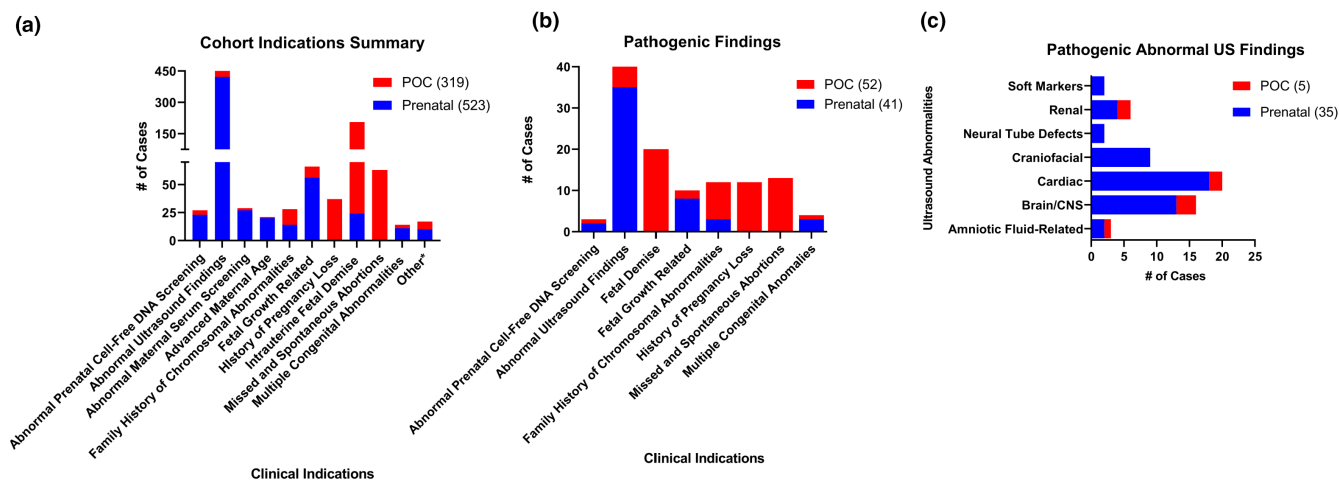 (a)
Cohort Indications Summary
# of Cases
450
300
150
50
25
0
POC (319)
Prenatal (523)
Abnormal Prenatal Cell-Free DNA Screening
Abnormal Ultrasound Findings
Abnormal Maternal Serum Screening
Advanced Maternal Age
Family History of Chromosomal Abnormalities
Fetal Growth Related
HIstory of Pregnancy Loss
Intrauterine Fetal Demise
Missed and Spontaneous Abortions
Multiple Congenital Abnormalities
Other*
Clinical Indications
(b)
Pathogenic Findings
# of Cases
40
30
20
10
0
POC (52)
Prenatal (41)
Abnormal Prenatal Cell-Free DNA Screening
Abnormal Ultrasound Findings
Fetal Demise
Fetal Growth Related
Family History of Chromosomal Abnormalities
History of Pregnancy Loss
Missed and Spontaneous Abortions
Multiple Congenital Anomalies
Clinical Indications
(c)
Pathogenic Abnormal US Findings
Ultrasound Abnormalities
Soft Markers
Renal
Neural Tube Defects
Craniofacial
Cardiac
Brain/CNS
Amniotic Fluid-Related
POC (5)
Prenatal (35)
0 5 10 15 20 25
# of Cases